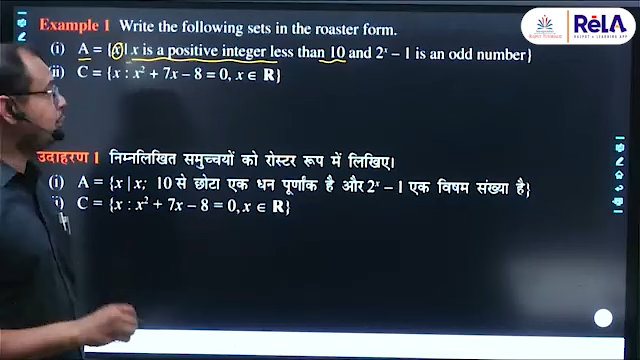 Example 1 Write the following sets in the roaster form.
(i) A = {x | x is a positive integer less than 10 and 2ˣ – 1 is an odd number}
(ii) C = {x : x² + 7x – 8 = 0, x ∈ R}
ReLA
उदाहरण 1 निम्नलिखित समुच्चयों को रोस्टर रूप में लिखिए।
(i) A = {x | x; 10 से छोटा एक धन पूर्णांक है और 2ˣ – 1 एक विषम संख्या है}
) C = {x : x² + 7x – 8 = 0, x ∈ R}